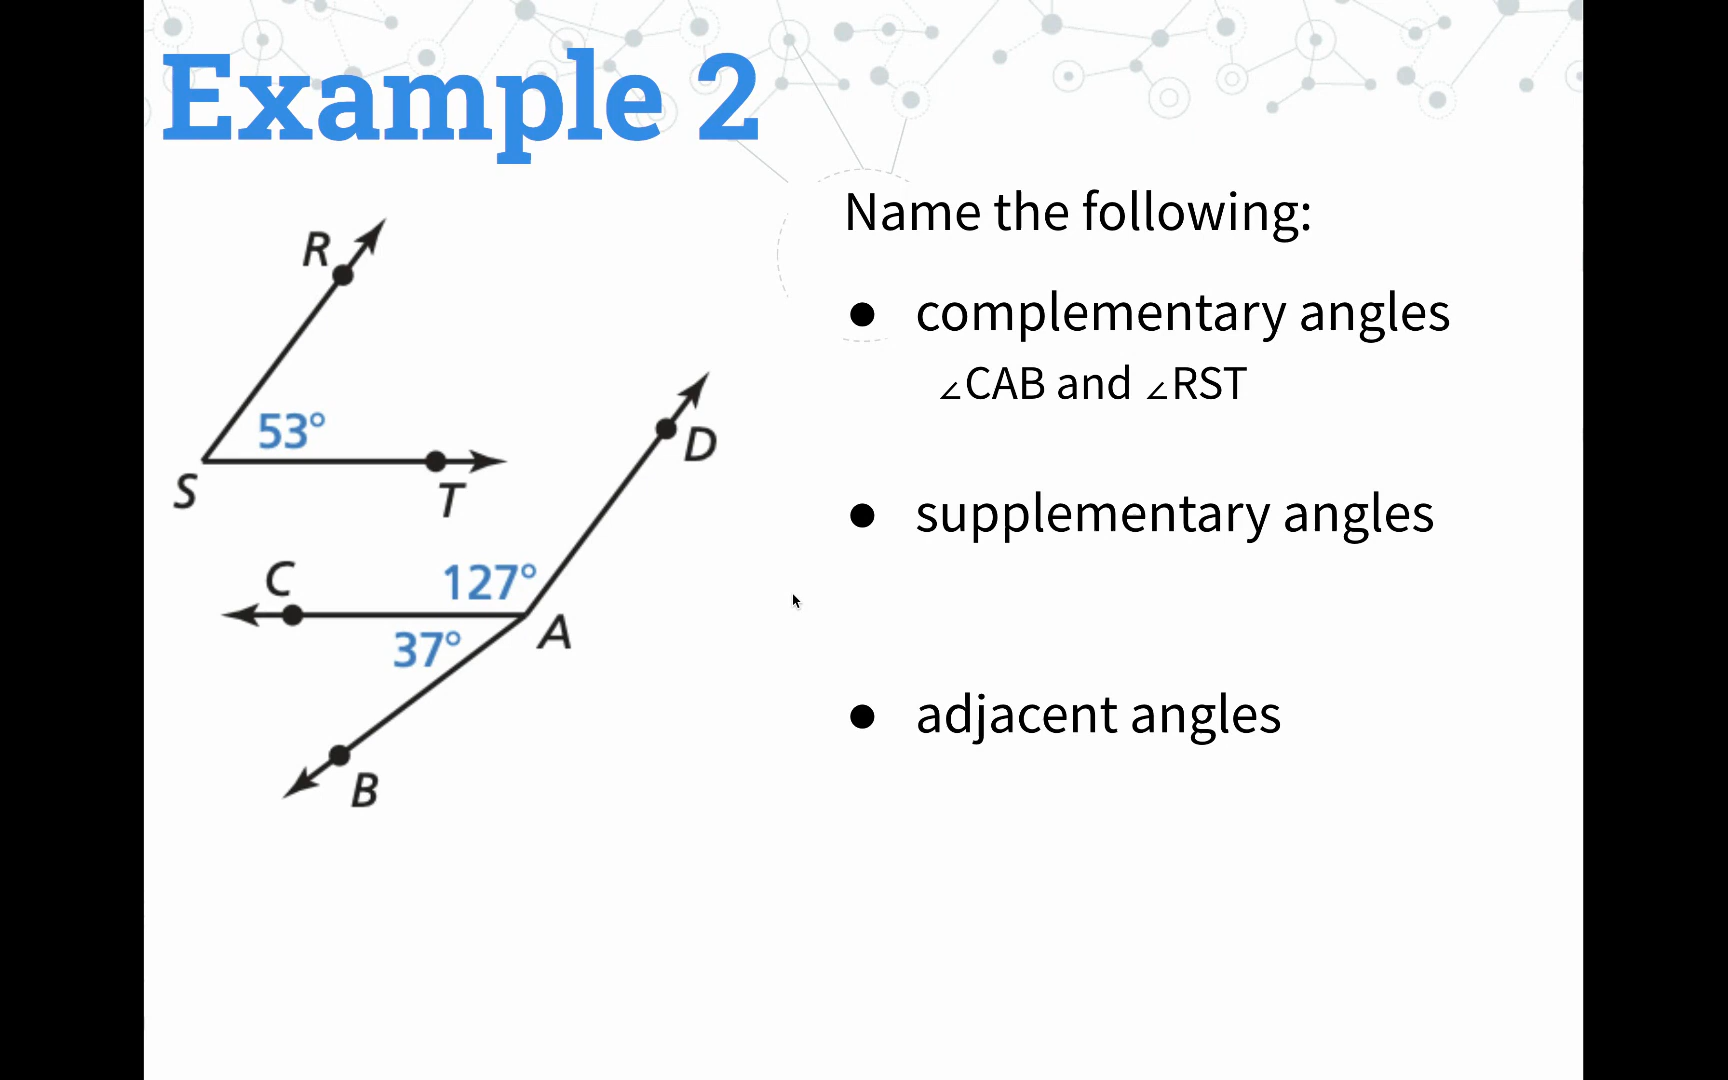 Example 2
R
53°
S
T
D
C
127°
A
37°
B
Name the following:
● complementary angles
∠CAB and ∠RST
● supplementary angles
● adjacent angles